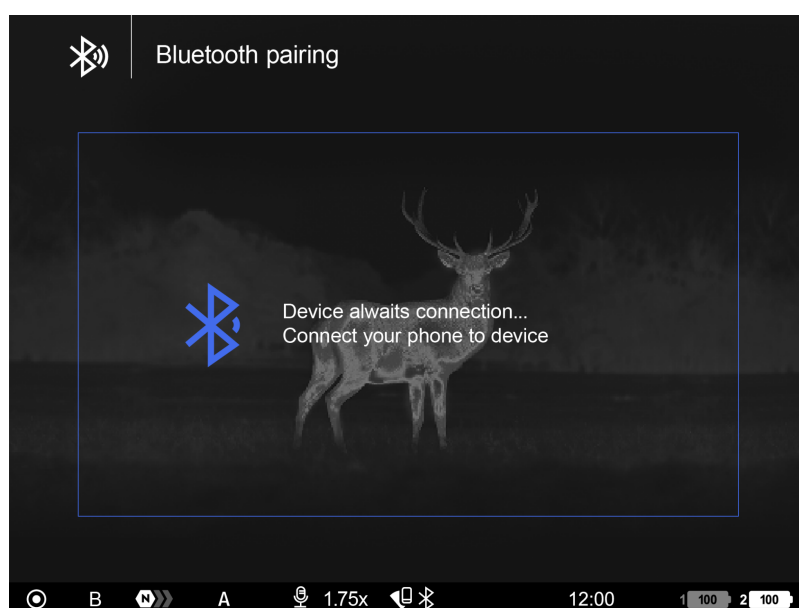 Bluetooth pairing
Device alwaits connection...
Connect your phone to device
B N A 1.75x 12:00 1 100 2 100